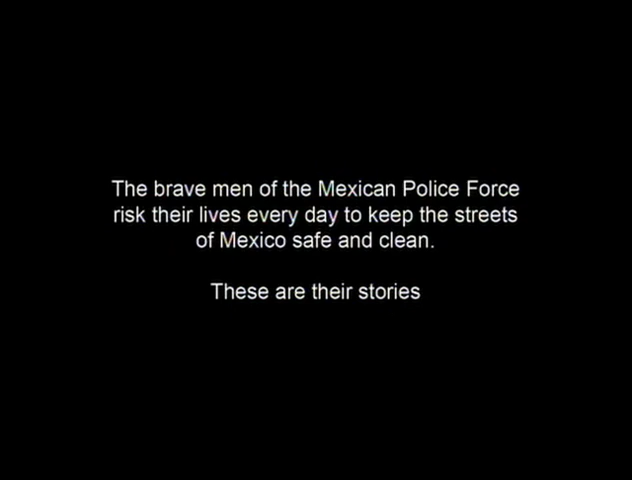 The brave men of the Mexican Police Force
risk their lives every day to keep the streets
of Mexico safe and clean.
These are their stories